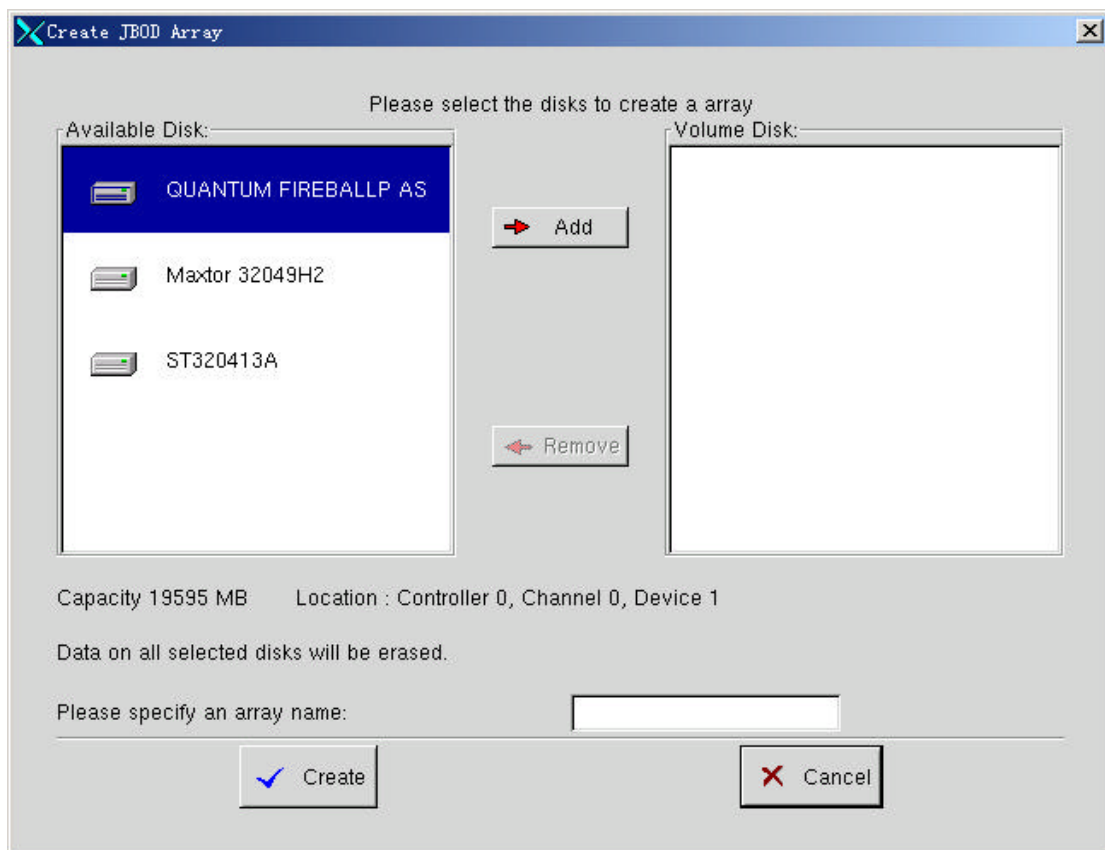 Create JBOD Array
Please select the disks to create a array
Available Disk:
QUANTUM FIREBALLP AS
Maxtor 32049H2
ST320413A
Add
Remove
Volume Disk:
Capacity 19595 MB Location : Controller 0, Channel 0, Device 1
Data on all selected disks will be erased.
Please specify an array name:
Create
Cancel